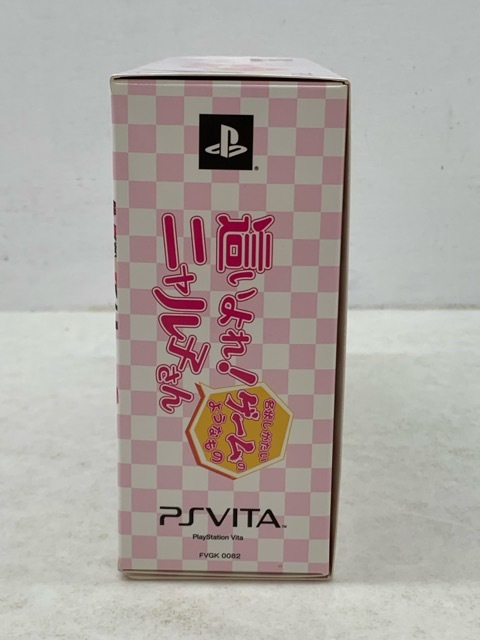 這いよれ!
ニャル子さん
名状しがたい
ゲームの
ようなもの
PSVITA™
PlayStation Vita
FVGK 0082